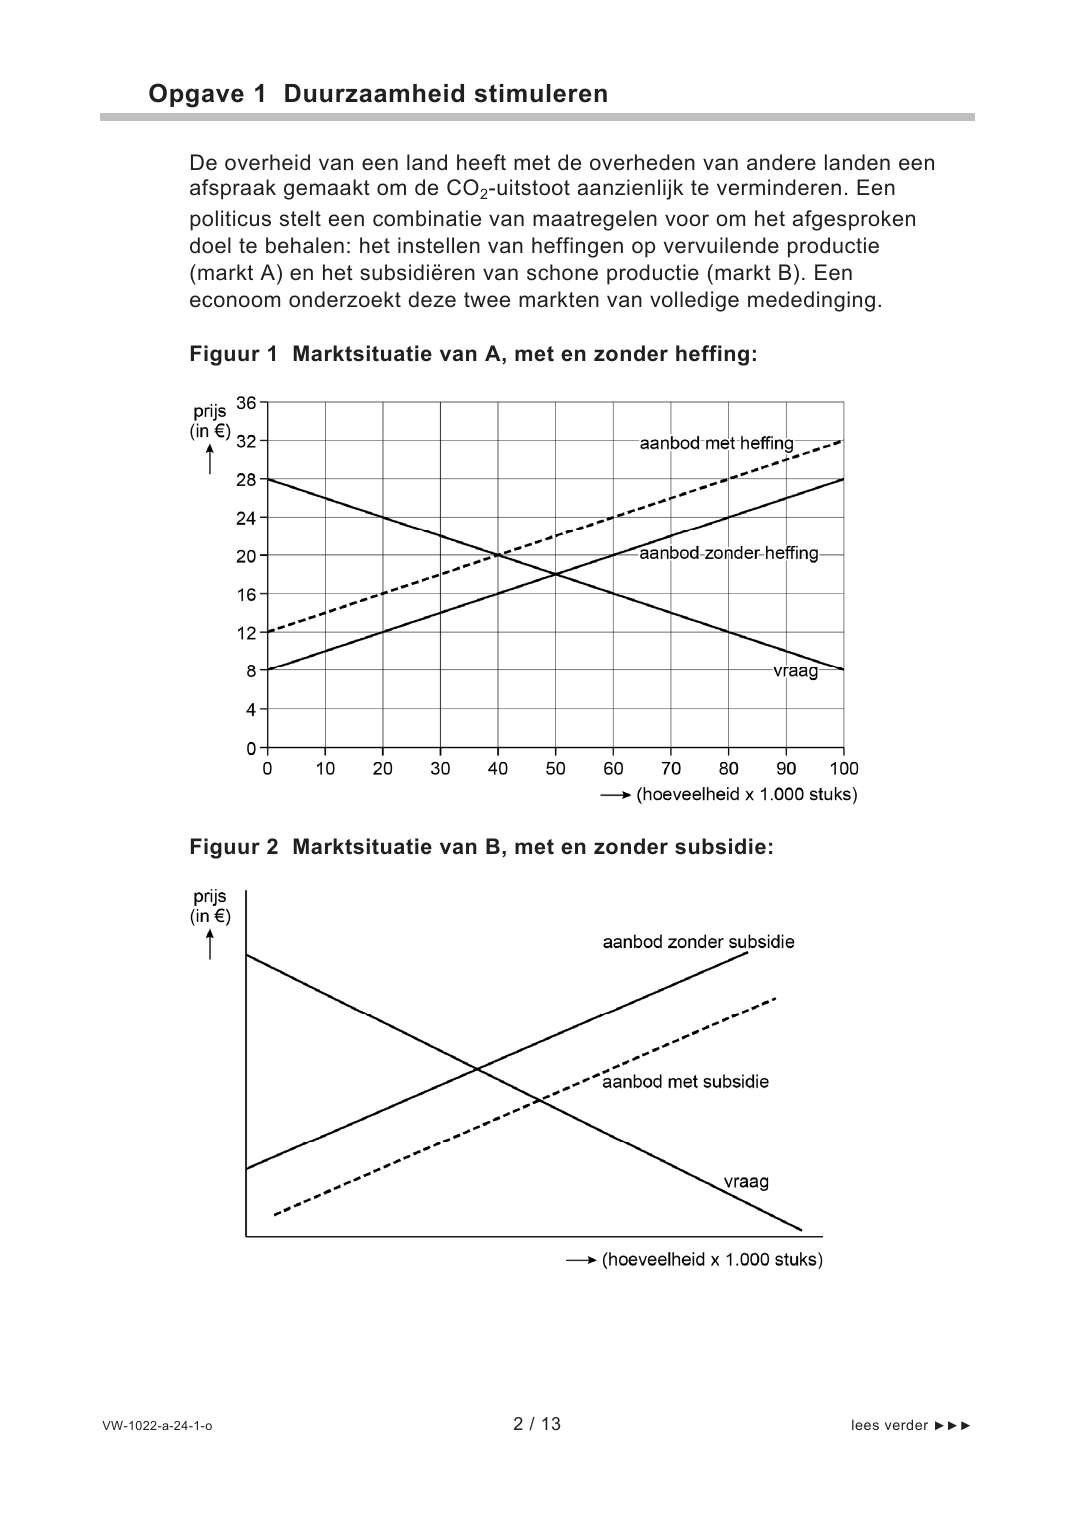 Opgave 1  Duurzaamheid stimuleren
De overheid van een land heeft met de overheden van andere landen een
afspraak gemaakt om de CO₂-uitstoot aanzienlijk te verminderen. Een
politicus stelt een combinatie van maatregelen voor om het afgesproken
doel te behalen: het instellen van heffingen op vervuilende productie
(markt A) en het subsidiëren van schone productie (markt B). Een
econoom onderzoekt deze twee markten van volledige mededinging.
Figuur 1  Marktsituatie van A, met en zonder heffing:
prijs
(in €)
36
32
28
24
20
16
12
8
4
0
aanbod met heffing
aanbod zonder heffing
vraag
0 10 20 30 40 50 60 70 80 90 100
(hoeveelheid x 1.000 stuks)
Figuur 2  Marktsituatie van B, met en zonder subsidie:
prijs
(in €)
aanbod zonder subsidie
aanbod met subsidie
vraag
(hoeveelheid x 1.000 stuks)
VW-1022-a-24-1-o 2 / 13 lees verder ►►►